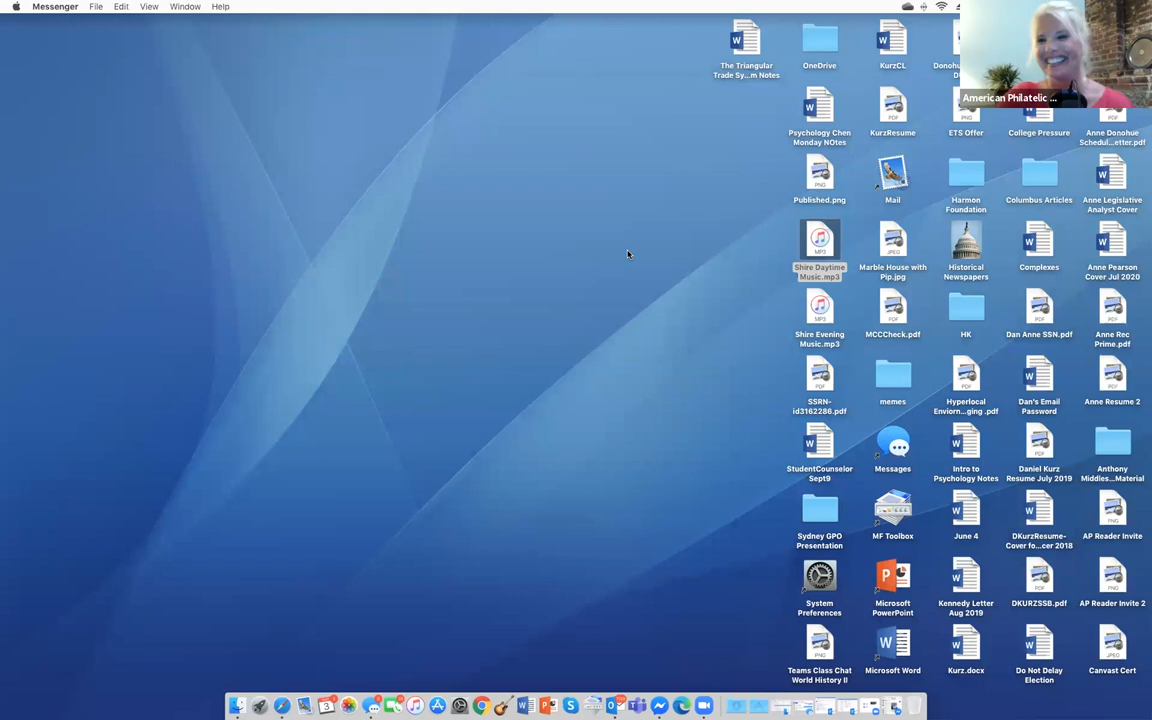 Messenger File Edit View Window Help
American Philatelic ...
The Triangular
Trade Sy...m Notes
OneDrive
KurzCL
Psychology Chen
Monday NOtes
KurzResume
ETS Offer
College Pressure
Anne Donohue
Schedul...etter.pdf
Published.png
Mail
Harmon
Foundation
Columbus Articles
Anne Legislative
Analyst Cover
Shire Daytime
Music.mp3
Marble House with
Pip.jpg
Historical
Newspapers
Complexes
Anne Pearson
Cover Jul 2020
Shire Evening
Music.mp3
MCCCheck.pdf
HK
Dan Anne SSN.pdf
Anne Rec
Prime.pdf
SSRN-
id3162286.pdf
memes
Hyperlocal
Enviorn...ging .pdf
Dan's Email
Password
Anne Resume 2
StudentCounselor
Sept9
Messages
Intro to
Psychology Notes
Daniel Kurz
Resume July 2019
Anthony
Middles...Material
Sydney GPO
Presentation
MF Toolbox
June 4
DKurzResume-
Cover fo...cer 2018
AP Reader Invite
System
Preferences
Microsoft
PowerPoint
Kennedy Letter
Aug 2019
DKURZSSB.pdf
AP Reader Invite 2
Teams Class Chat
World History II
Microsoft Word
Kurz.docx
Do Not Delay
Election
Canvast Cert